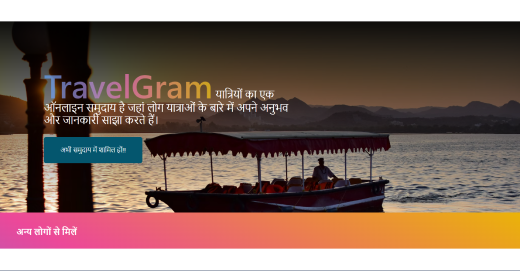 TravelGram यात्रियों का एक
ऑनलाइन समुदाय है जहां लोग यात्राओं के बारे में अपने अनुभव
और जानकारी साझा करते हैं।
अभी समुदाय में शामिल हों!
अन्य लोगों से मिलें